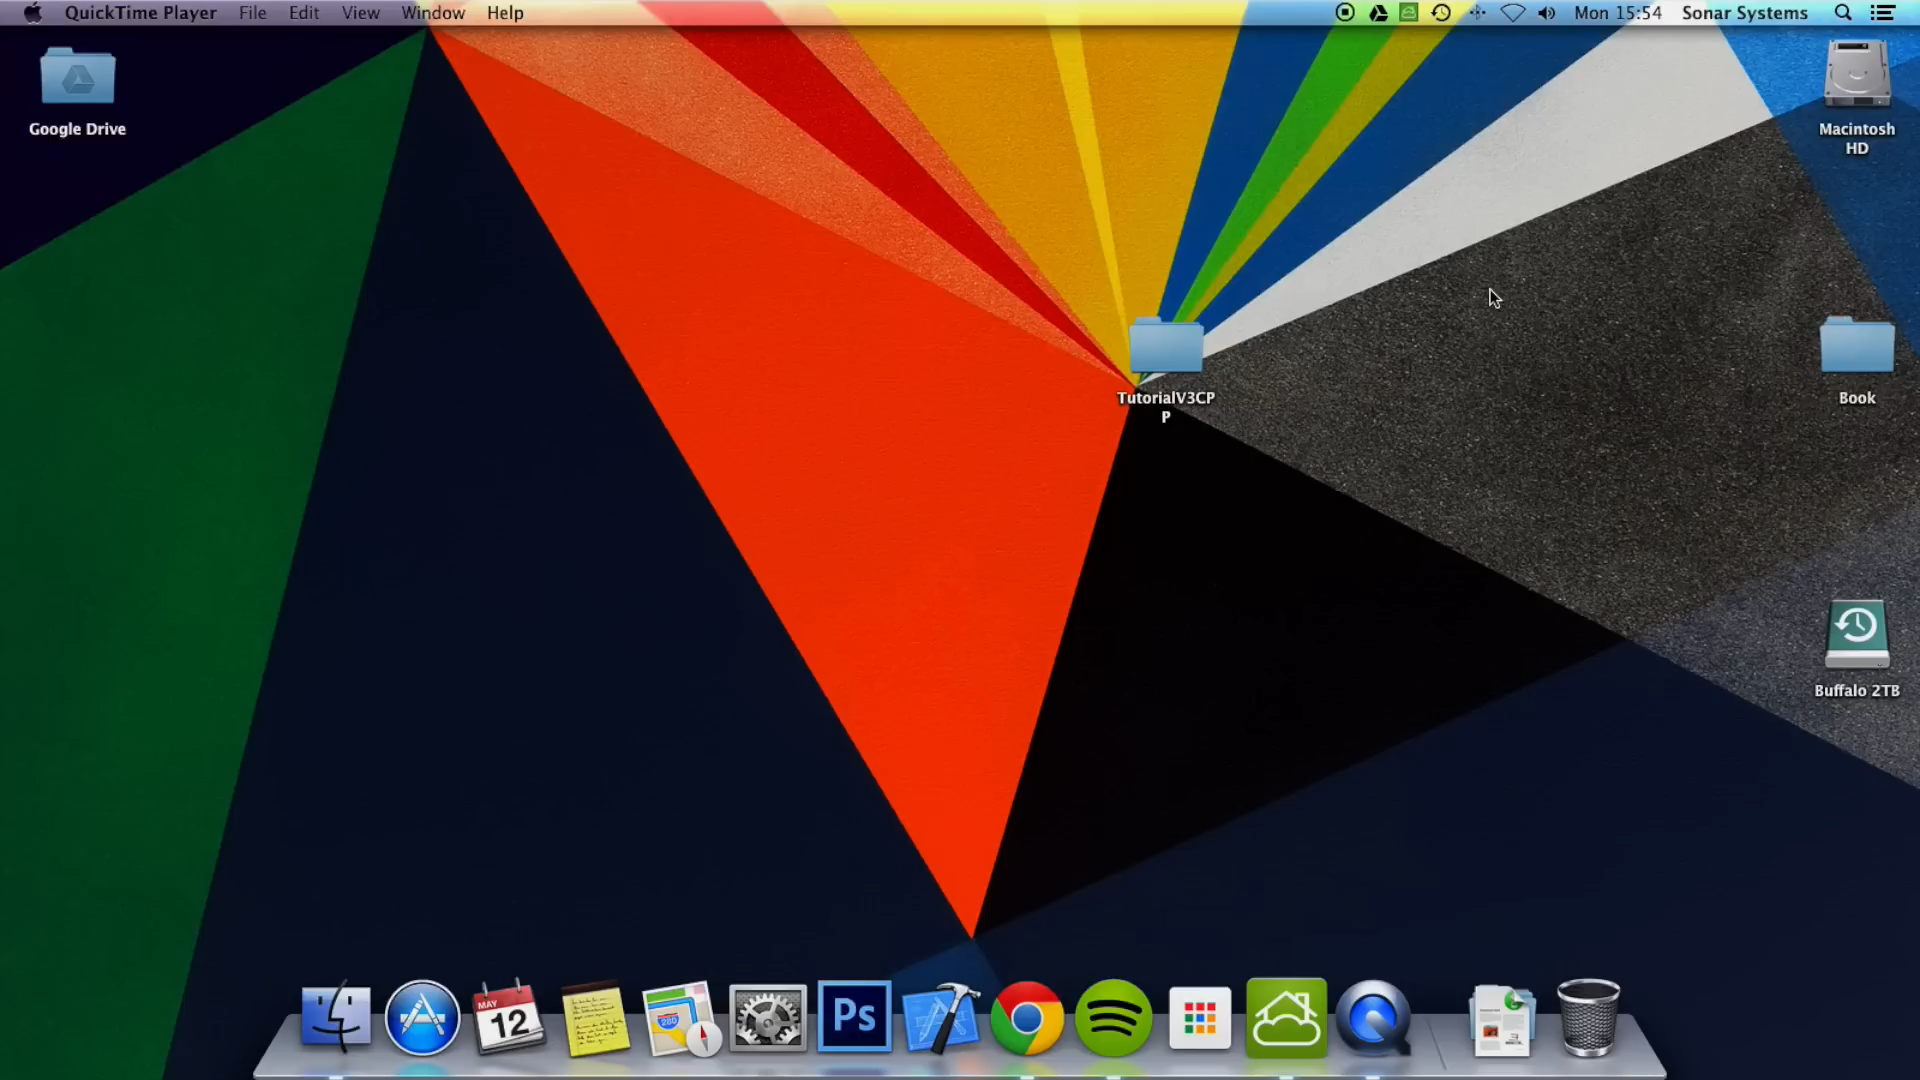 QuickTime Player File Edit View Window Help Mon 15:54 Sonar Systems
Google Drive
Macintosh
HD
TutorialV3CP
P
Book
Buffalo 2TB
MAY
12
280
Ps